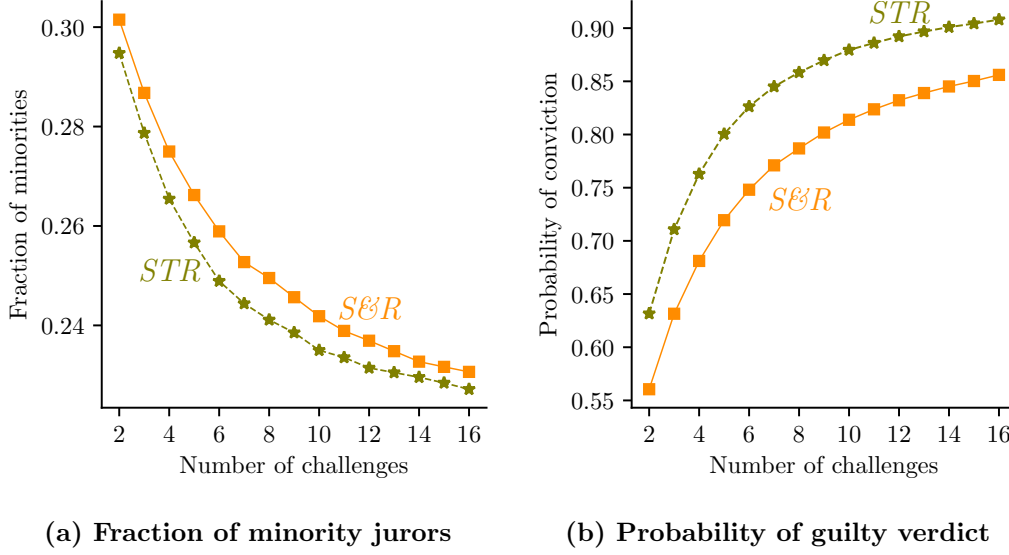 0.30
0.28
0.26
0.24
Fraction of minorities
STR
S&R
2 4 6 8 10 12 14 16
Number of challenges
(a) Fraction of minority jurors
0.90
0.85
0.80
0.75
0.70
0.65
0.60
0.55
Probability of conviction
STR
S&R
2 4 6 8 10 12 14 16
Number of challenges
(b) Probability of guilty verdict